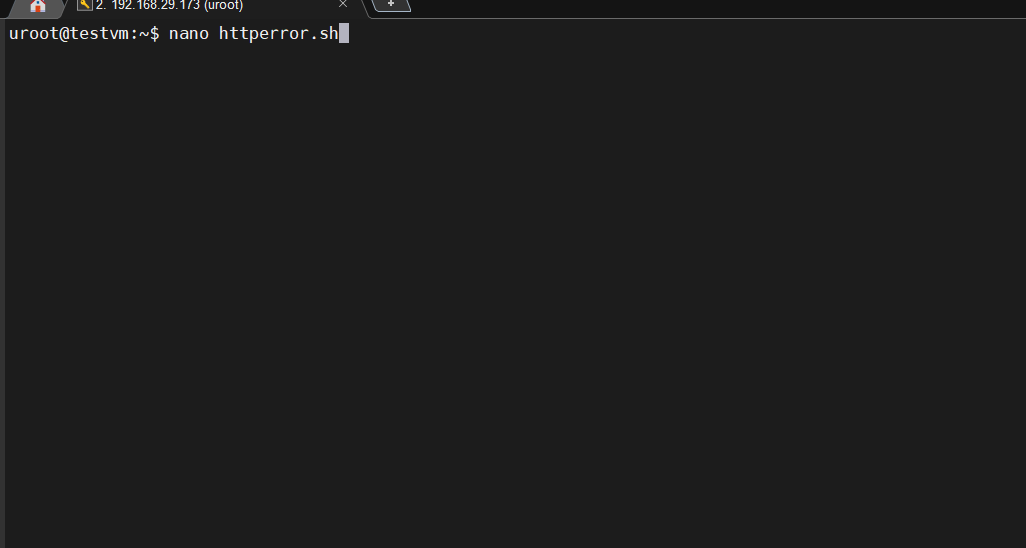 2. 192.168.29.173 (uroot)
uroot@testvm:~$ nano httperror.sh